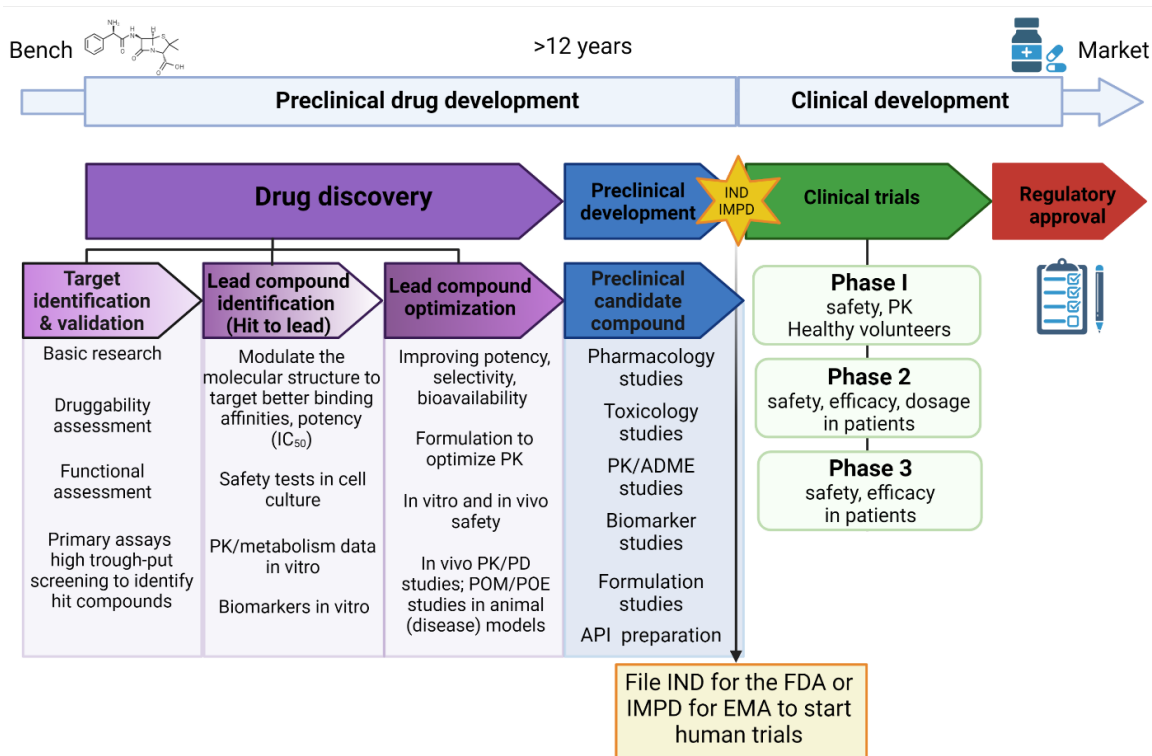 Bench
>12 years
Market
NH₂
H
N
H
S
O
N
O
O
OH
Preclinical drug development
Clinical development
Drug discovery
Preclinical
development
IND
IMPD
Clinical trials
Regulatory
approval
Target
identification
& validation
Basic research
Druggability
assessment
Functional
assessment
Primary assays
high trough-put
screening to identify
hit compounds
Lead compound
identification
(Hit to lead)
Modulate the
molecular structure to
target better binding
affinities, potency
(IC₅₀)
Safety tests in cell
culture
PK/metabolism data
in vitro
Biomarkers in vitro
Lead compound
optimization
Improving potency,
selectivity,
bioavailability
Formulation to
optimize PK
In vitro and in vivo
safety
In vivo PK/PD
studies; POM/POE
studies in animal
(disease) models
Preclinical
candidate
compound
Pharmacology
studies
Toxicology
studies
PK/ADME
studies
Biomarker
studies
Formulation
studies
API preparation
Phase I
safety, PK
Healthy volunteers
Phase 2
safety, efficacy, dosage
in patients
Phase 3
safety, efficacy
in patients
File IND for the FDA or
IMPD for EMA to start
human trials